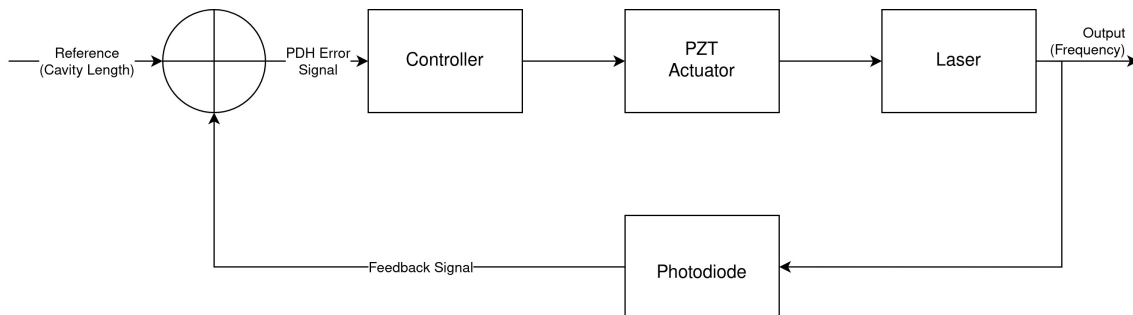 Reference
(Cavity Length)
PDH Error
Signal
Controller
PZT
Actuator
Laser
Output
(Frequency)
Feedback Signal
Photodiode